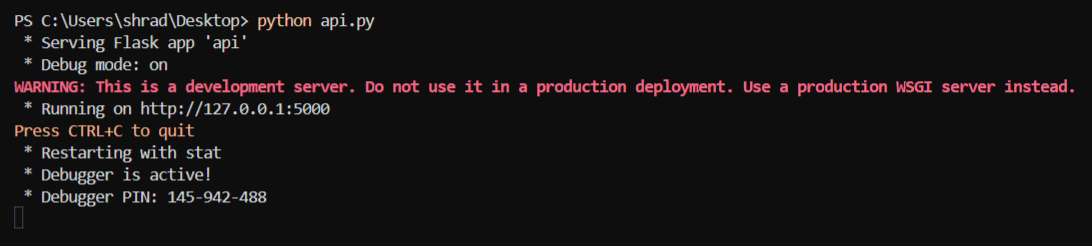 PS C:\Users\shrad\Desktop> python api.py
* Serving Flask app 'api'
* Debug mode: on
WARNING: This is a development server. Do not use it in a production deployment. Use a production WSGI server instead.
* Running on http://127.0.0.1:5000
Press CTRL+C to quit
* Restarting with stat
* Debugger is active!
* Debugger PIN: 145-942-488